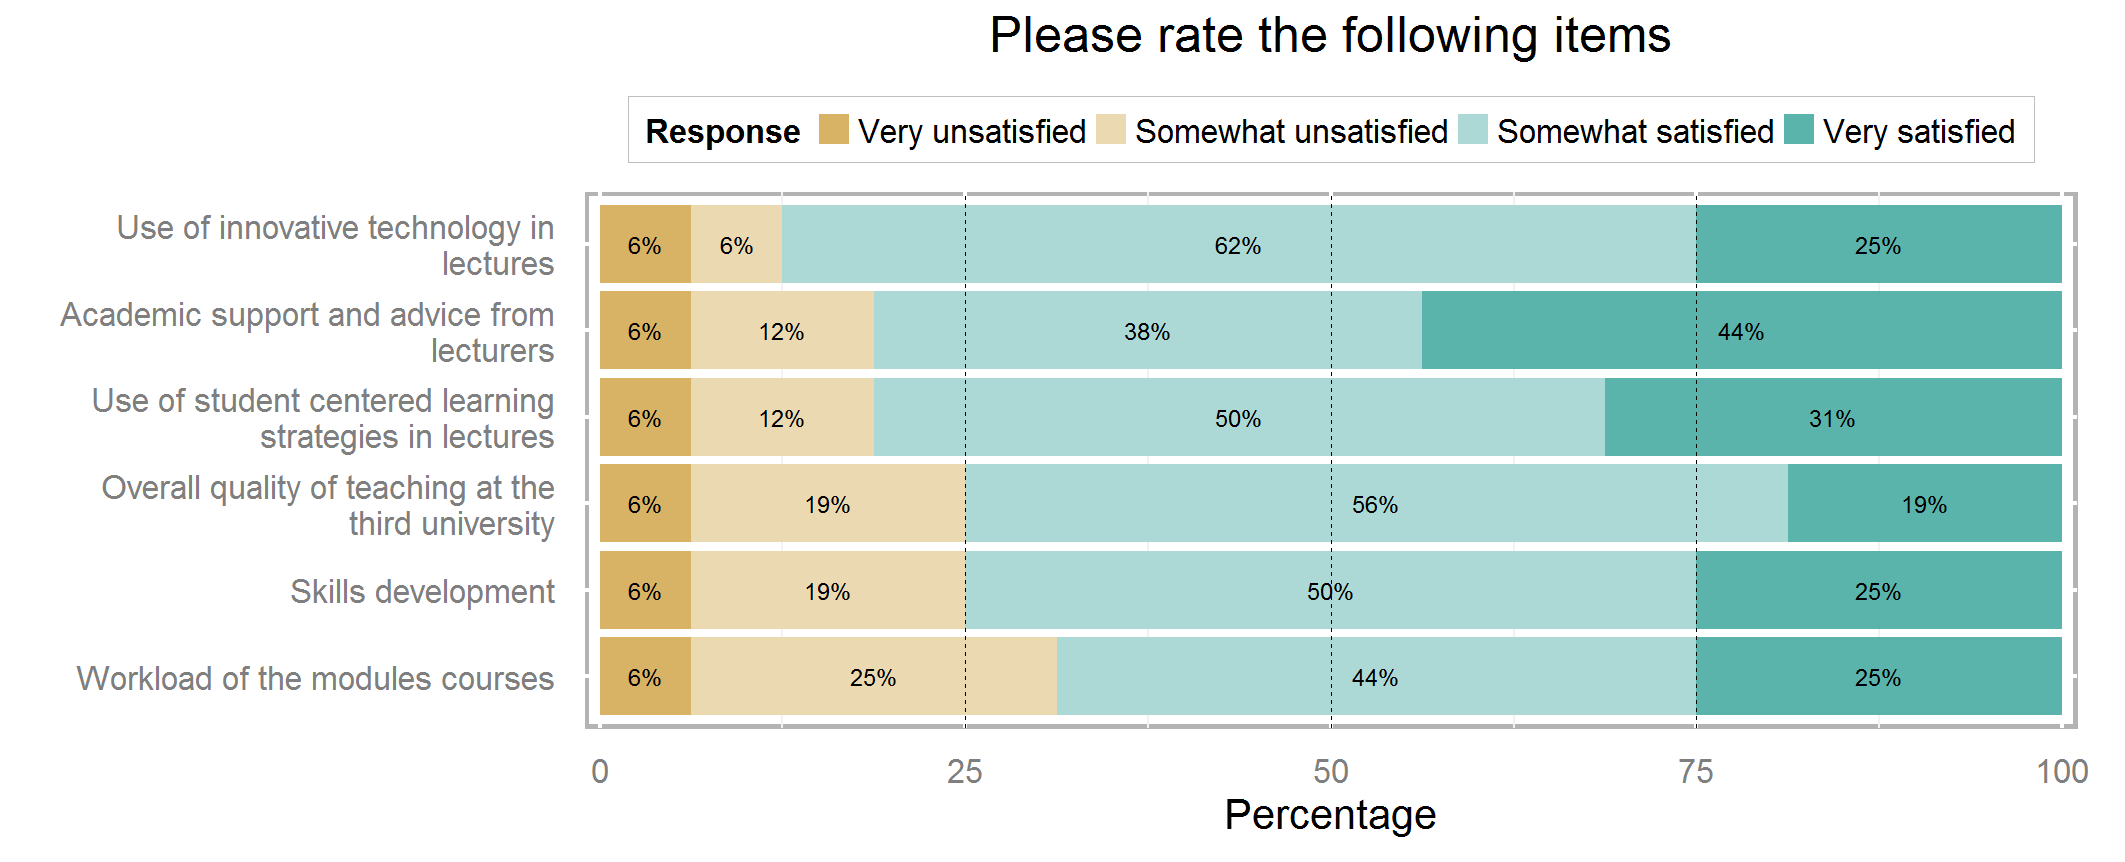 Please rate the following items
Response Very unsatisfied Somewhat unsatisfied Somewhat satisfied Very satisfied
Use of innovative technology in
lectures
6% 6% 62% 25%
Academic support and advice from
lecturers
6% 12% 38% 44%
Use of student centered learning
strategies in lectures
6% 12% 50% 31%
Overall quality of teaching at the
third university
6% 19% 56% 19%
Skills development
6% 19% 50% 25%
Workload of the modules courses
6% 25% 44% 25%
0 25 50 75 100
Percentage